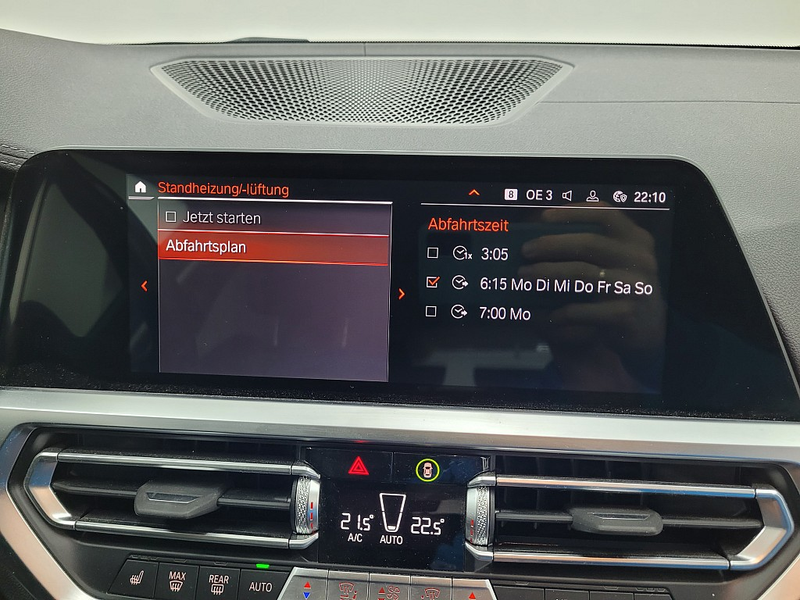 Standheizung/-lüftung
8 OE 3 22:10
Jetzt starten
Abfahrtsplan
Abfahrtszeit
1x 3:05
6:15 Mo Di Mi Do Fr Sa So
7:00 Mo
21.5° 22.5°
A/C AUTO
MAX REAR AUTO